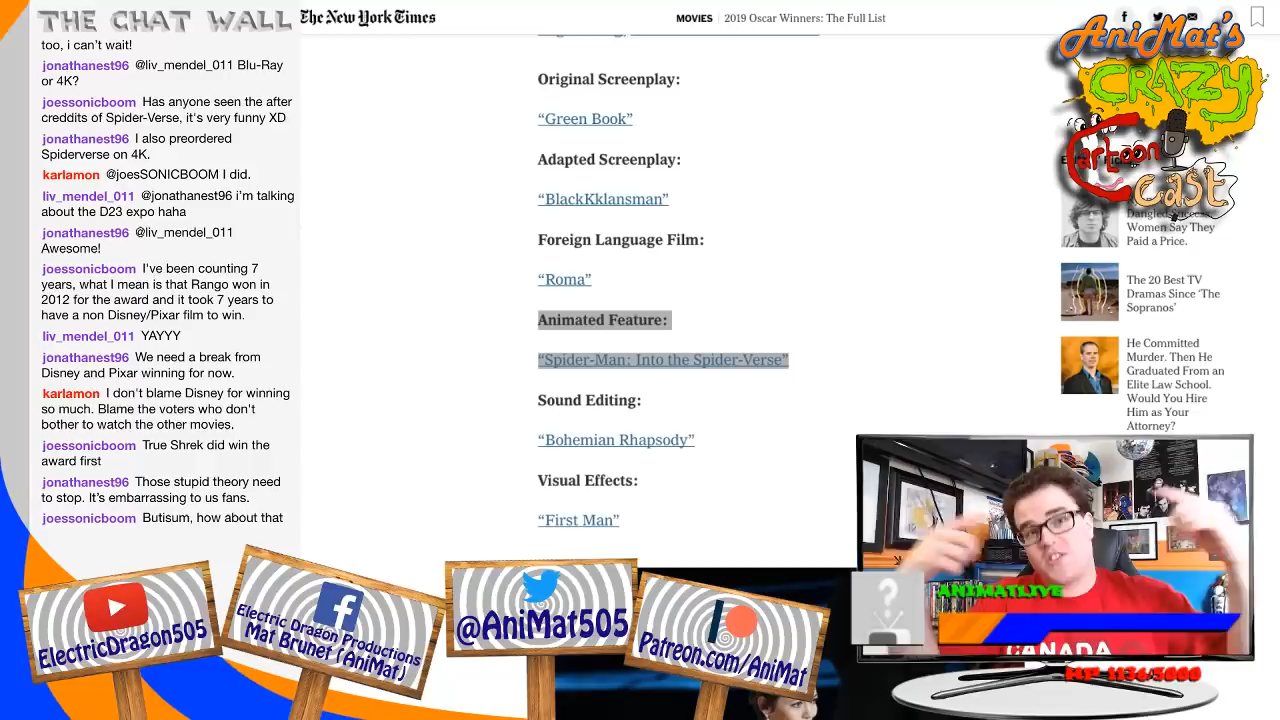 THE CHAT WALL
too, i can't wait!
jonathanest96 @liv_mendel_011 Blu-Ray
or 4K?
joessonicboom Has anyone seen the after
creddits of Spider-Verse, it's very funny XD
jonathanest96 I also preordered
Spiderverse on 4K.
karlamon @joesSONICBOOM I did.
liv_mendel_011 @jonathanest96 i'm talking
about the D23 expo haha
jonathanest96 @liv_mendel_011
Awesome!
joessonicboom I've been counting 7
years, what I mean is that Rango won in
2012 for the award and it took 7 years to
have a non Disney/Pixar film to win.
liv_mendel_011 YAYYY
jonathanest96 We need a break from
Disney and Pixar winning for now.
karlamon I don't blame Disney for winning
so much. Blame the voters who don't
bother to watch the other movies.
joessonicboom True Shrek did win the
award first
jonathanest96 Those stupid theory need
to stop. It's embarrassing to us fans.
joessonicboom Butisum, how about that
The New York Times
MOVIES | 2019 Oscar Winners: The Full List
Original Screenplay:
“Green Book”
Adapted Screenplay:
“BlacKkKlansman”
Foreign Language Film:
“Roma”
Animated Feature:
“Spider-Man: Into the Spider-Verse”
Sound Editing:
“Bohemian Rhapsody”
Visual Effects:
“First Man”
AniMat's
CRAZY
Cartoon
Cast
Women Say They
Paid a Price.
The 20 Best TV
Dramas Since ‘The
Sopranos’
He Committed
Murder. Then He
Graduated From an
Elite Law School.
Would You Hire
Him as Your
Attorney?
ANIMATLIVE
CANADA
ElectricDragon505
Electric Dragon Productions
Mat Brunet (AniMat)
@AniMat505
Patreon.com/AniMat